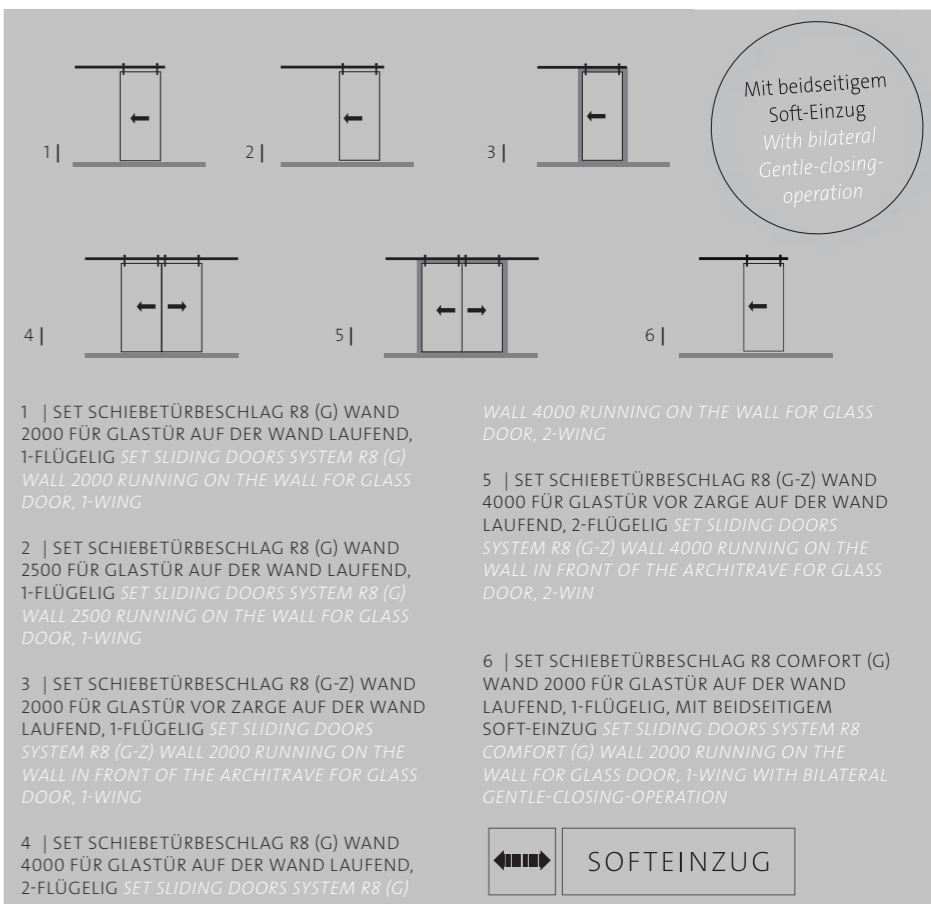 Mit beidseitigem
Soft-Einzug
With bilateral
Gentle-closing-
operation
1 |
2 |
3 |
4 |
5 |
6 |
1 | SET SCHIEBETÜRBESCHLAG R8 (G) WAND
2000 FÜR GLASTÜR AUF DER WAND LAUFEND,
1-FLÜGELIG SET SLIDING DOORS SYSTEM R8 (G)
WALL 2000 RUNNING ON THE WALL FOR GLASS
DOOR, 1-WING
2 | SET SCHIEBETÜRBESCHLAG R8 (G) WAND
2500 FÜR GLASTÜR AUF DER WAND LAUFEND,
1-FLÜGELIG SET SLIDING DOORS SYSTEM R8 (G)
WALL 2500 RUNNING ON THE WALL FOR GLASS
DOOR, 1-WING
3 | SET SCHIEBETÜRBESCHLAG R8 (G-Z) WAND
2000 FÜR GLASTÜR VOR ZARGE AUF DER WAND
LAUFEND, 1-FLÜGELIG SET SLIDING DOORS
SYSTEM R8 (G-Z) WALL 2000 RUNNING ON THE
WALL IN FRONT OF THE ARCHITRAVE FOR GLASS
DOOR, 1-WING
4 | SET SCHIEBETÜRBESCHLAG R8 (G) WAND
4000 FÜR GLASTÜR AUF DER WAND LAUFEND,
2-FLÜGELIG SET SLIDING DOORS SYSTEM R8 (G)
WALL 4000 RUNNING ON THE WALL FOR GLASS
DOOR, 2-WING
5 | SET SCHIEBETÜRBESCHLAG R8 (G-Z) WAND
4000 FÜR GLASTÜR VOR ZARGE AUF DER WAND
LAUFEND, 2-FLÜGELIG SET SLIDING DOORS
SYSTEM R8 (G-Z) WALL 4000 RUNNING ON THE
WALL IN FRONT OF THE ARCHITRAVE FOR GLASS
DOOR, 2-WIN
6 | SET SCHIEBETÜRBESCHLAG R8 COMFORT (G)
WAND 2000 FÜR GLASTÜR AUF DER WAND
LAUFEND, 1-FLÜGELIG, MIT BEIDSEITIGEM
SOFT-EINZUG SET SLIDING DOORS SYSTEM R8
COMFORT (G) WALL 2000 RUNNING ON THE
WALL FOR GLASS DOOR, 1-WING WITH BILATERAL
GENTLE-CLOSING-OPERATION
SOFTEINZUG